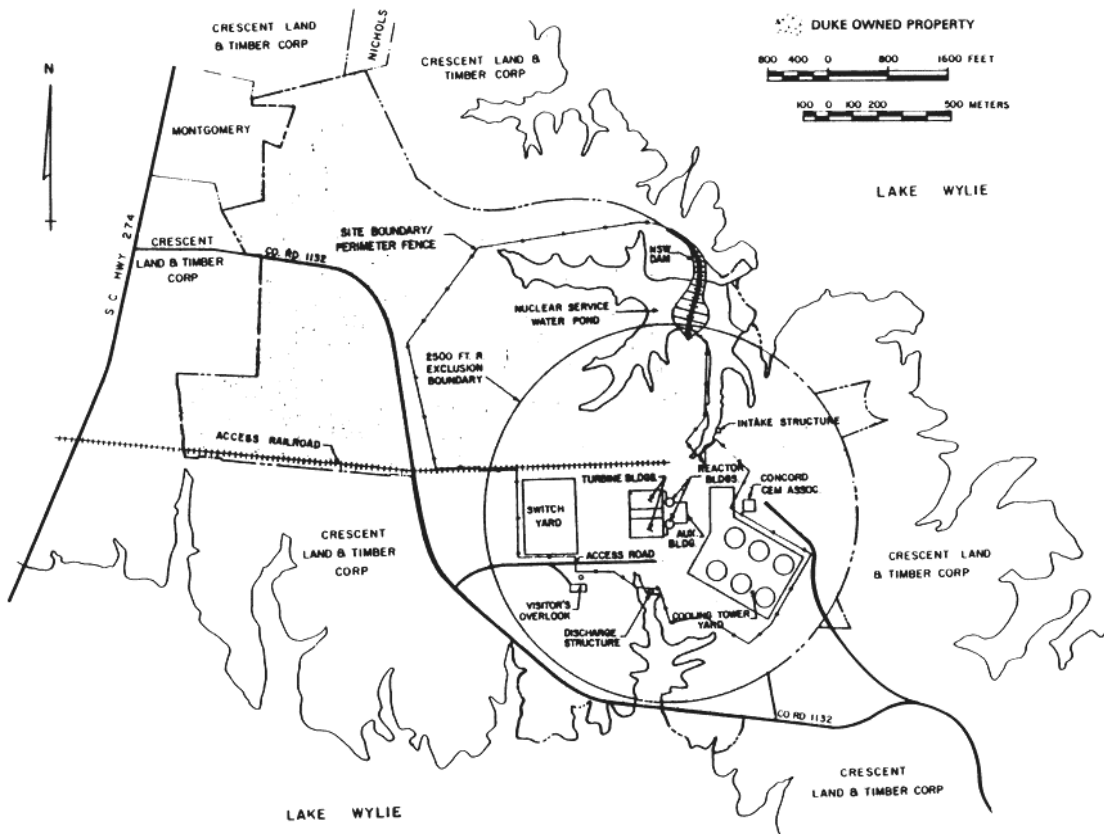 CRESCENT LAND
& TIMBER CORP
NICHOLS
CRESCENT LAND &
TIMBER CORP
DUKE OWNED PROPERTY
800 400 0 800 1600 FEET
100 0 100 200 500 METERS
N
MONTGOMERY
LAKE WYLIE
S C HWY 274
SITE BOUNDARY/
PERIMETER FENCE
CRESCENT
LAND & TIMBER
CORP
CO. RD 1132
NSW
DAM
NUCLEAR SERVICE
WATER POND
2500 FT. R
EXCLUSION
BOUNDARY
INTAKE STRUCTURE
ACCESS RAILROAD
TURBINE BLDGS.
REACTOR
BLDGS.
CONCORD
CEM ASSOC.
SWITCH
YARD
AUX.
BLDG.
CRESCENT
LAND & TIMBER
CORP
ACCESS ROAD
CRESCENT LAND
& TIMBER CORP
VISITOR'S
OVERLOOK
DISCHARGE
STRUCTURE
COOLING TOWER
YARD
CO RD 1132
CRESCENT
LAND & TIMBER CORP
LAKE WYLIE